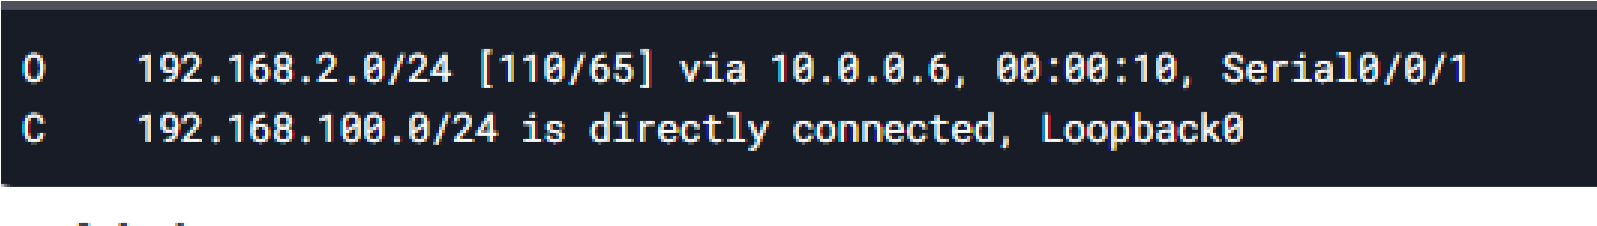 O    192.168.2.0/24 [110/65] via 10.0.0.6, 00:00:10, Serial0/0/1
C    192.168.100.0/24 is directly connected, Loopback0